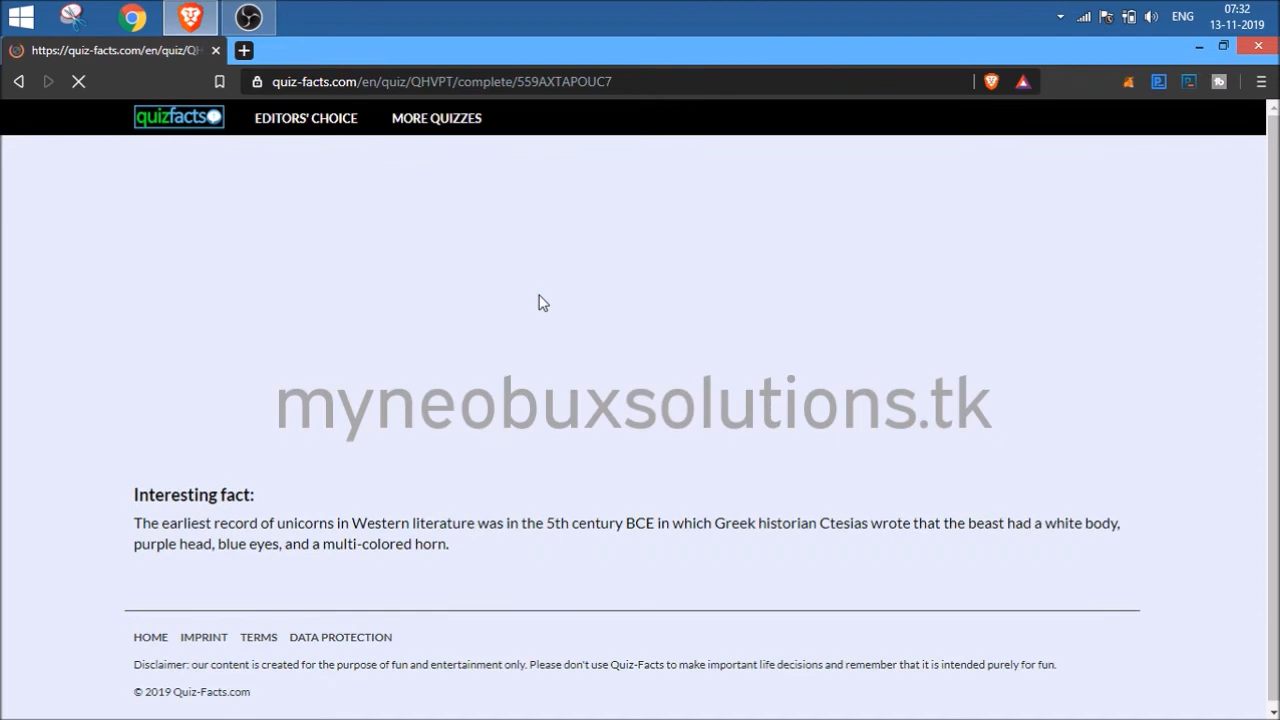 07:32
ENG
13-11-2019
https://quiz-facts.com/en/quiz/QH
quiz-facts.com/en/quiz/QHVPT/complete/559AXTAPOUC7
quizfacts
EDITORS' CHOICE
MORE QUIZZES
myneobuxsolutions.tk
Interesting fact:
The earliest record of unicorns in Western literature was in the 5th century BCE in which Greek historian Ctesias wrote that the beast had a white body,
purple head, blue eyes, and a multi-colored horn.
HOME IMPRINT TERMS DATA PROTECTION
Disclaimer: our content is created for the purpose of fun and entertainment only. Please don't use Quiz-Facts to make important life decisions and remember that it is intended purely for fun.
© 2019 Quiz-Facts.com